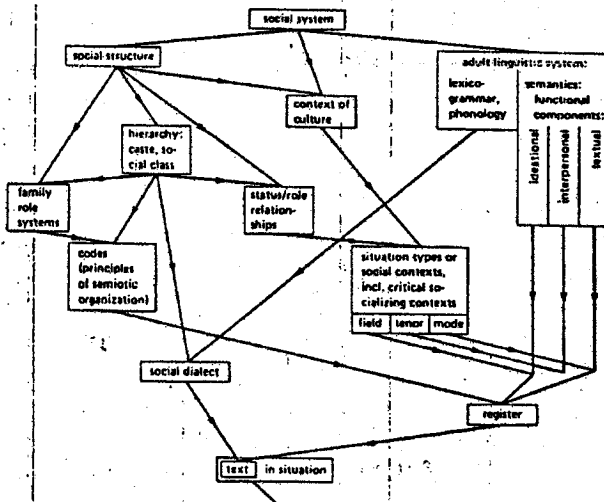 social system
social structure
adult linguistic system:
lexico-
grammar,
phonology
semantics:
functional
components:
ideational
interpersonal
textual
context of
culture
hierarchy:
caste, so-
cial class
family
role
systems
status/role
relation-
ships
codes
(principles
of semiotic
organization)
situation types or
social contexts,
incl, critical so-
cializing contexts
field tenor mode
social dialect
register
text in situation